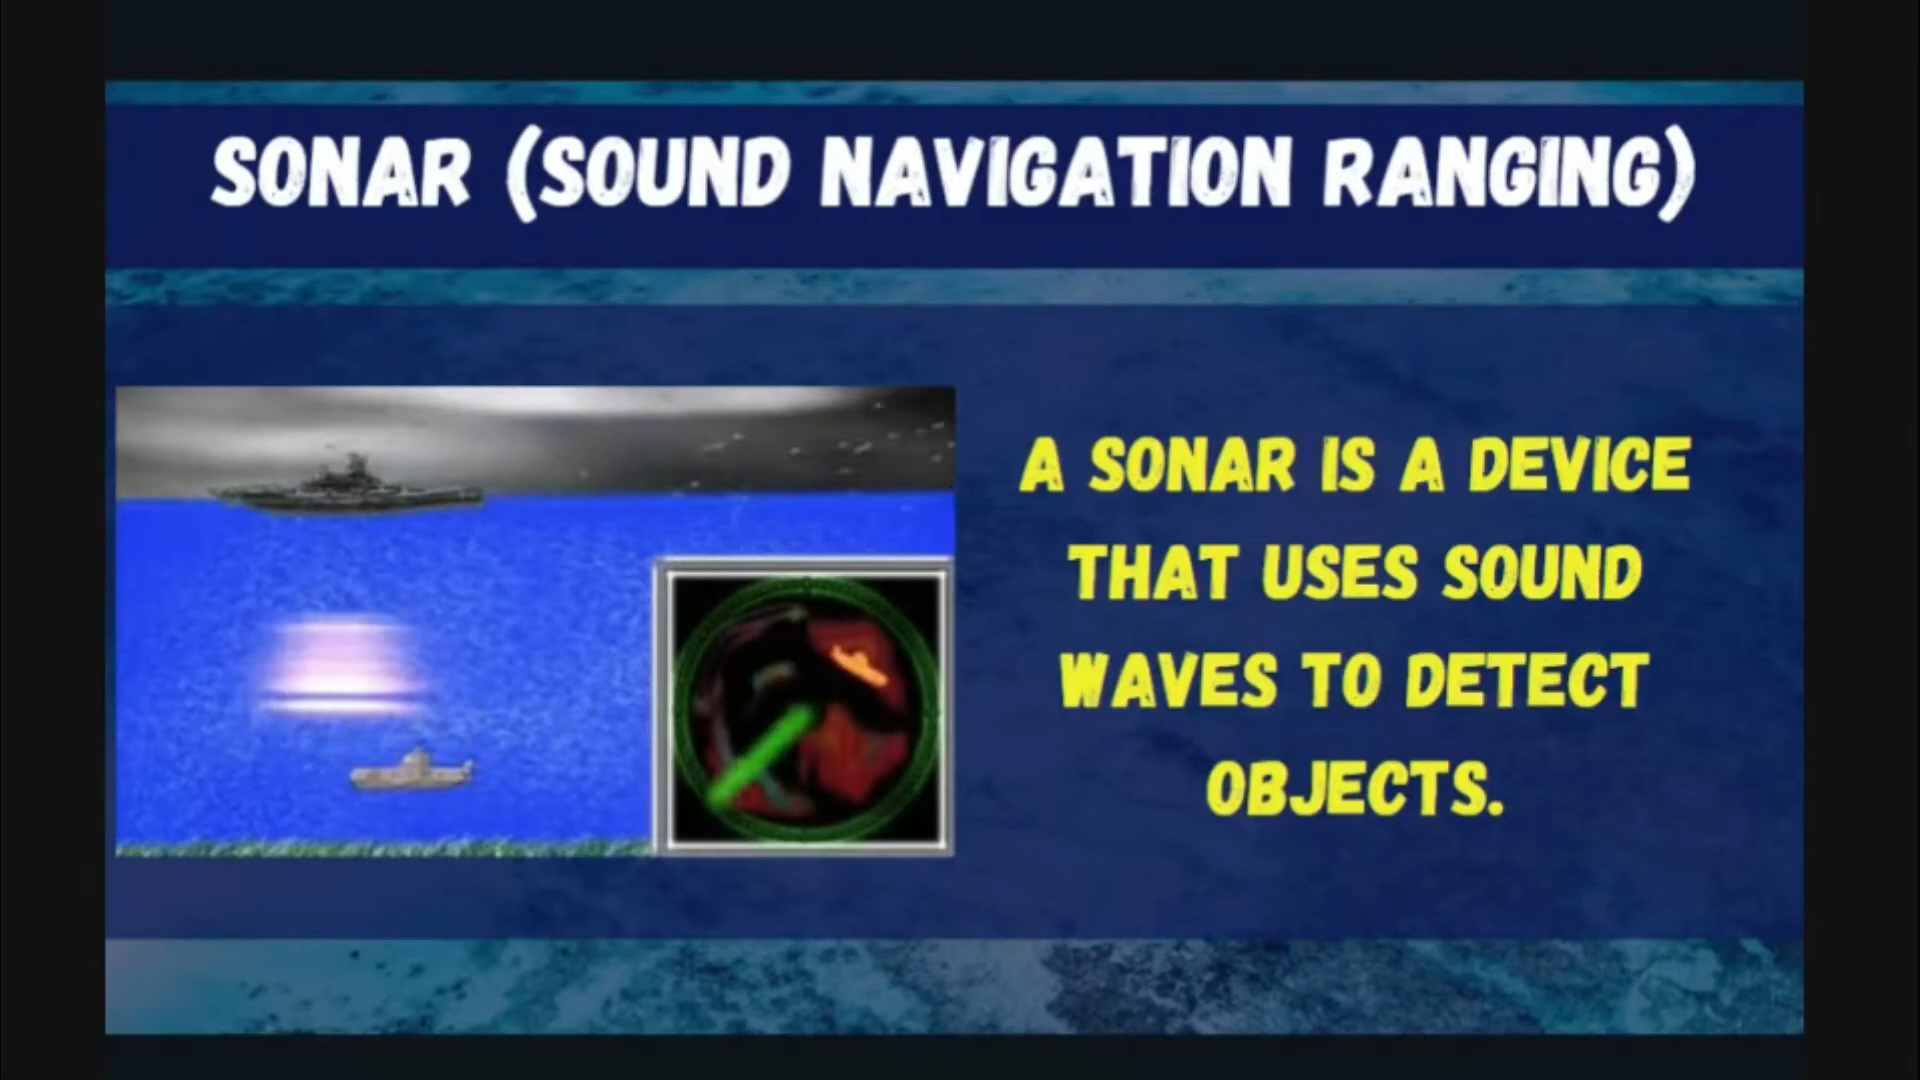 SONAR (SOUND NAVIGATION RANGING)
A SONAR IS A DEVICE
THAT USES SOUND
WAVES TO DETECT
OBJECTS.